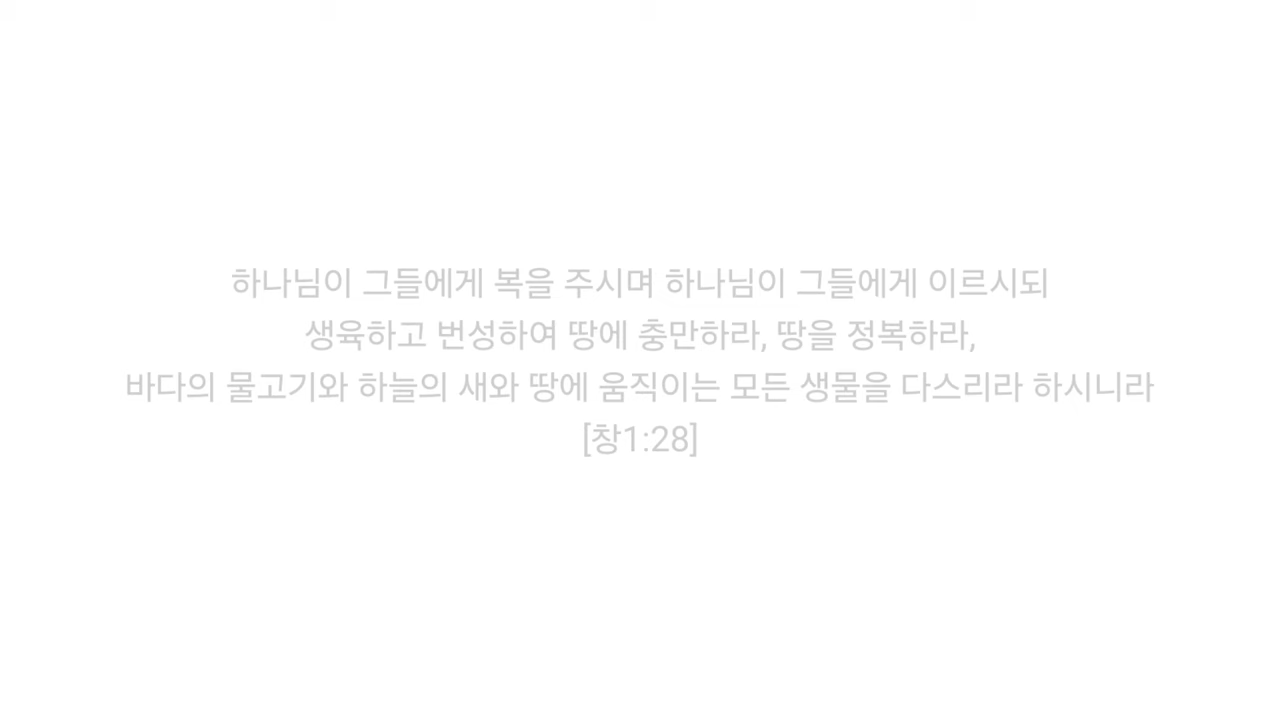 하나님이 그들에게 복을 주시며 하나님이 그들에게 이르시되
생육하고 번성하여 땅에 충만하라, 땅을 정복하라,
바다의 물고기와 하늘의 새와 땅에 움직이는 모든 생물을 다스리라 하시니라
[창1:28]